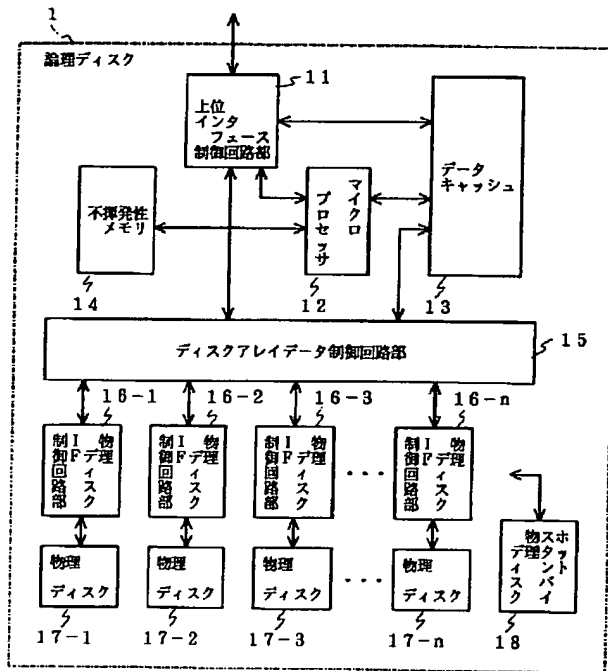 1
論理ディスク
11
上位
インタ
フェース
制御回路部
データ
キャッシュ
不揮発性
メモリ
マイクロ
プロセッサ
14
12
13
ディスクアレイデータ制御回路部
15
16-1
16-2
16-3
16-n
物理
ディスク
IF
制御回路部
物理
ディスク
IF
制御回路部
物理
ディスク
IF
制御回路部
・・・
物理
ディスク
IF
制御回路部
物理
ディスク
物理
ディスク
物理
ディスク
・・・
物理
ディスク
ホット
スタンバイ
物理
ディスク
17-1
17-2
17-3
17-n
18